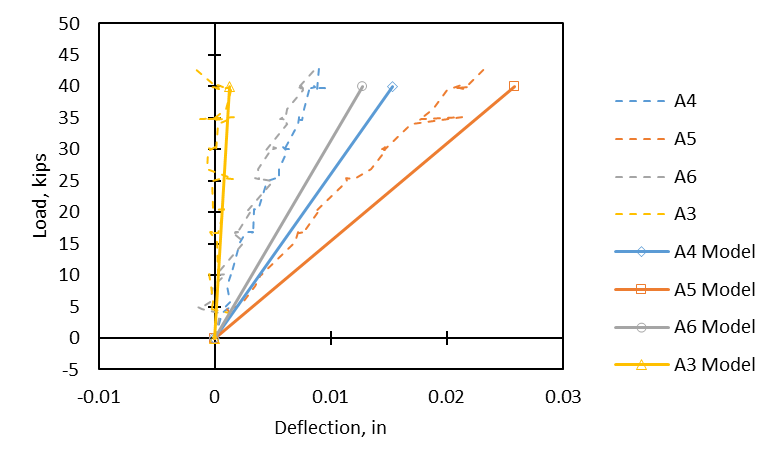 50
45
40
35
30
25
20
15
10
5
0
-5
Load, kips
-0.01
0
0.01
0.02
0.03
Deflection, in
A4
A5
A6
A3
A4 Model
A5 Model
A6 Model
A3 Model